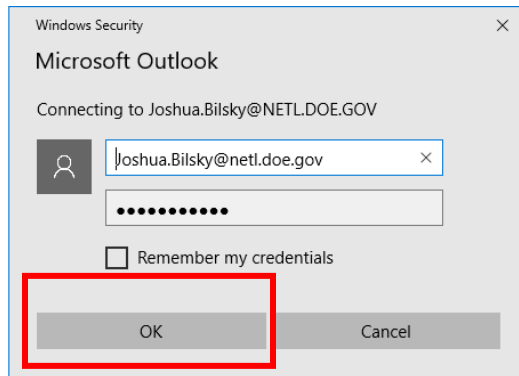 Windows Security
Microsoft Outlook
Connecting to Joshua.Bilsky@NETL.DOE.GOV
Joshua.Bilsky@netl.doe.gov
•••••••••••
Remember my credentials
OK Cancel